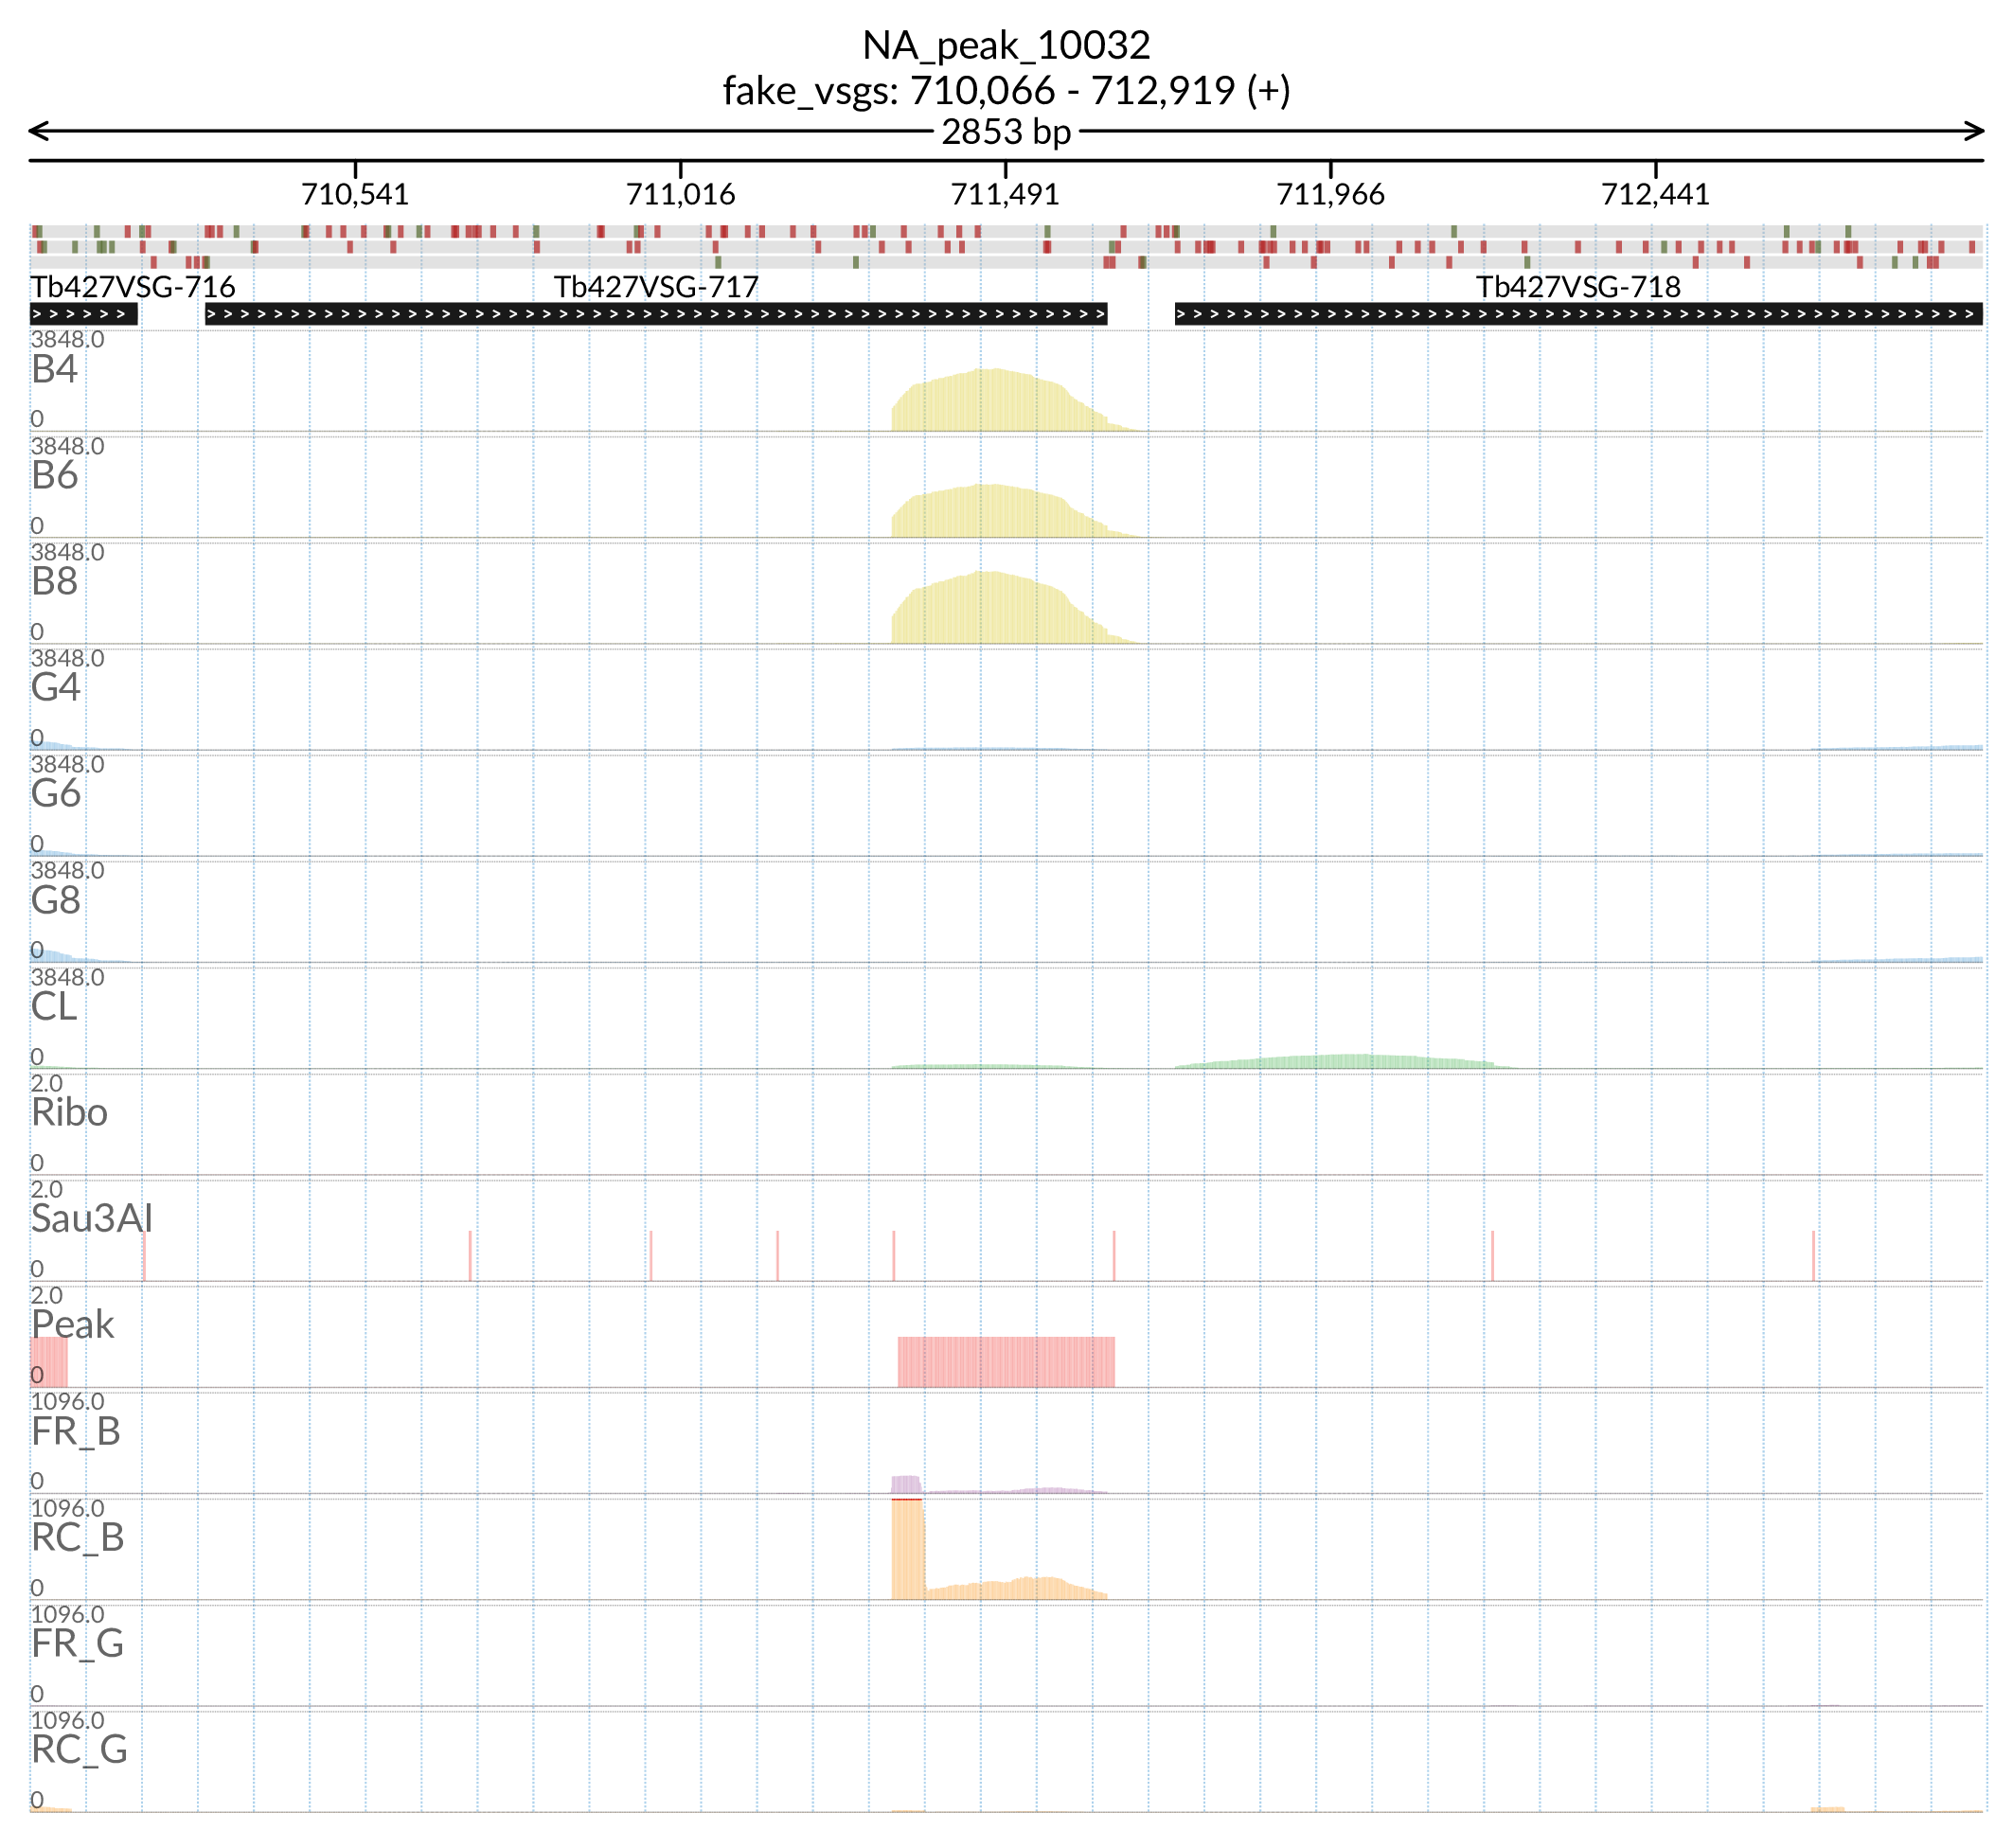 NA_peak_10032
fake_vsgs: 710,066 - 712,919 (+)
2853 bp
710,541 711,016 711,491 711,966 712,441
Tb427VSG-716 Tb427VSG-717 Tb427VSG-718
3848.0
B4
0
3848.0
B6
0
3848.0
B8
0
3848.0
G4
0
3848.0
G6
0
3848.0
G8
0
3848.0
CL
0
2.0
Ribo
0
2.0
Sau3AI
0
2.0
Peak
0
1096.0
FR_B
0
1096.0
RC_B
0
1096.0
FR_G
0
1096.0
RC_G
0